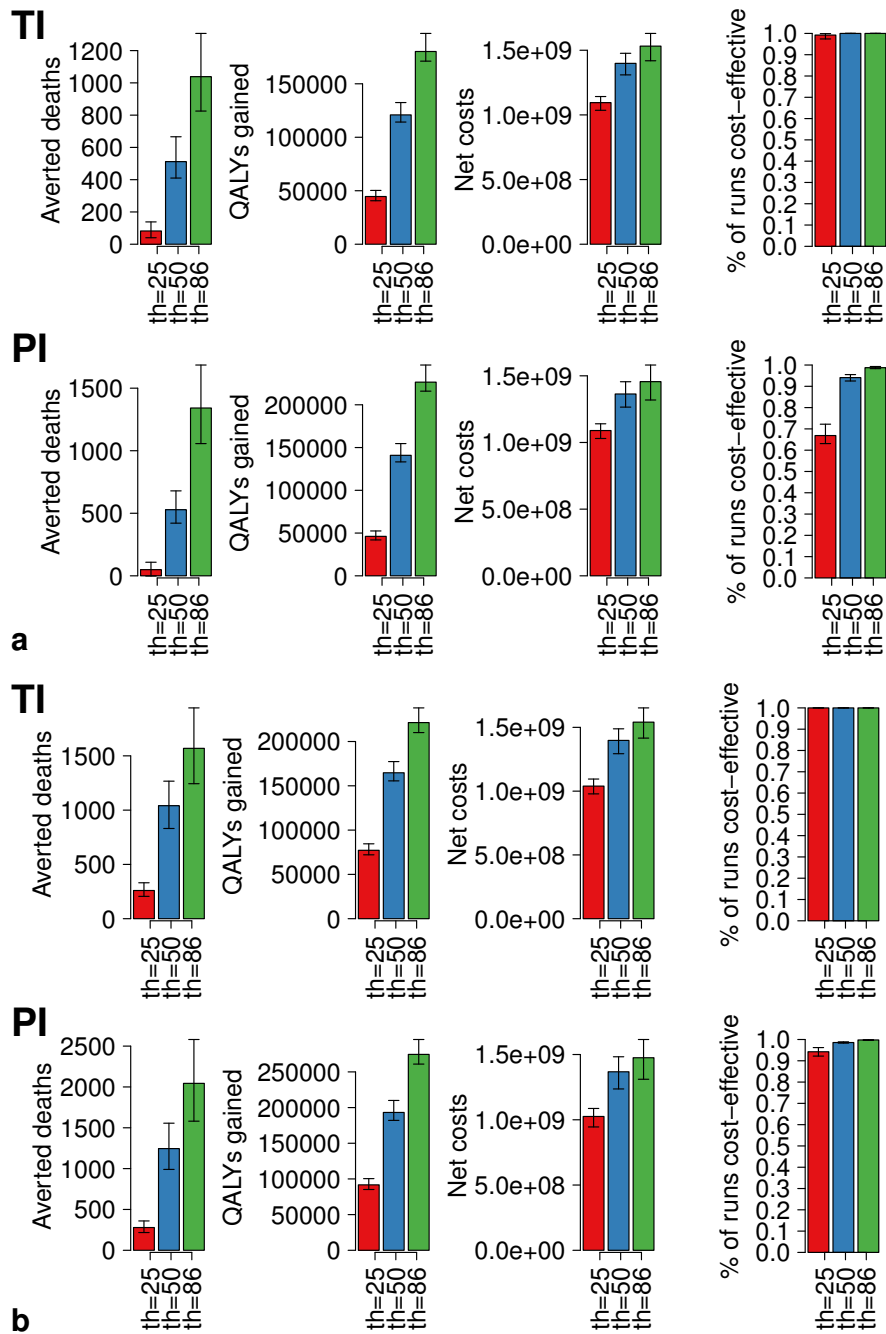 TI
Averted deaths
1200
1000
800
600
400
200
0
th=25
th=50
th=86
QALYs gained
150000
100000
50000
0
th=25
th=50
th=86
Net costs
1.5e+09
1.0e+09
5.0e+08
0.0e+00
th=25
th=50
th=86
% of runs cost−effective
1.0
0.9
0.8
0.7
0.6
0.5
0.4
0.3
0.2
0.1
0.0
th=25
th=50
th=86
PI
Averted deaths
1500
1000
500
0
th=25
th=50
th=86
QALYs gained
200000
150000
100000
50000
0
th=25
th=50
th=86
Net costs
1.5e+09
1.0e+09
5.0e+08
0.0e+00
th=25
th=50
th=86
% of runs cost−effective
1.0
0.9
0.8
0.7
0.6
0.5
0.4
0.3
0.2
0.1
0.0
th=25
th=50
th=86
a
TI
Averted deaths
1500
1000
500
0
th=25
th=50
th=86
QALYs gained
200000
150000
100000
50000
0
th=25
th=50
th=86
Net costs
1.5e+09
1.0e+09
5.0e+08
0.0e+00
th=25
th=50
th=86
% of runs cost−effective
1.0
0.9
0.8
0.7
0.6
0.5
0.4
0.3
0.2
0.1
0.0
th=25
th=50
th=86
PI
Averted deaths
2500
2000
1500
1000
500
0
th=25
th=50
th=86
QALYs gained
250000
200000
150000
100000
50000
0
th=25
th=50
th=86
Net costs
1.5e+09
1.0e+09
5.0e+08
0.0e+00
th=25
th=50
th=86
% of runs cost−effective
1.0
0.9
0.8
0.7
0.6
0.5
0.4
0.3
0.2
0.1
0.0
th=25
th=50
th=86
b